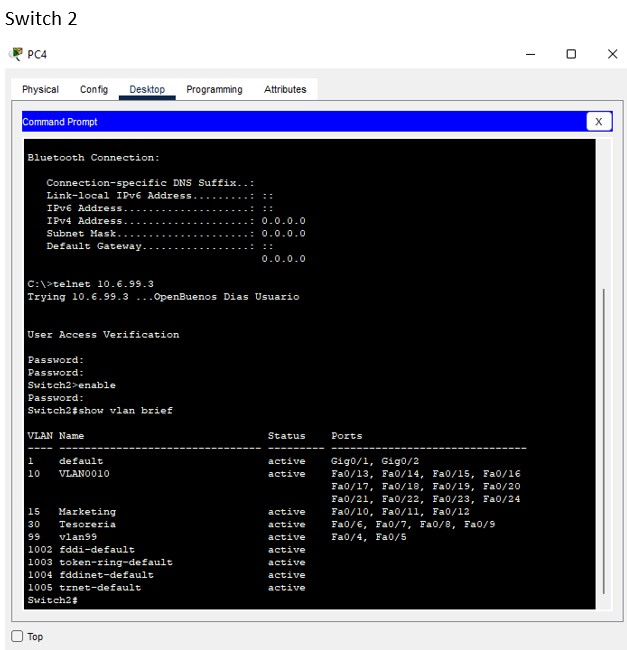 Switch 2
PC4
Physical Config Desktop Programming Attributes
Command Prompt
X
Bluetooth Connection:
Connection-specific DNS Suffix..:
Link-local IPv6 Address.........: ::
IPv6 Address....................: ::
IPv4 Address....................: 0.0.0.0
Subnet Mask.....................: 0.0.0.0
Default Gateway.................: ::
0.0.0.0
C:\>telnet 10.6.99.3
Trying 10.6.99.3 ...OpenBuenos Dias Usuario
User Access Verification
Password:
Password:
Switch2>enable
Password:
Switch2#show vlan brief
VLAN Name Status Ports
---- -------------------------------- --------- -------------------------------
1 default active Gig0/1, Gig0/2
10 VLAN0010 active Fa0/13, Fa0/14, Fa0/15, Fa0/16
Fa0/17, Fa0/18, Fa0/19, Fa0/20
Fa0/21, Fa0/22, Fa0/23, Fa0/24
15 Marketing active Fa0/10, Fa0/11, Fa0/12
30 Tesoreria active Fa0/6, Fa0/7, Fa0/8, Fa0/9
99 vlan99 active Fa0/4, Fa0/5
1002 fddi-default active
1003 token-ring-default active
1004 fddinet-default active
1005 trnet-default active
Switch2#
Top